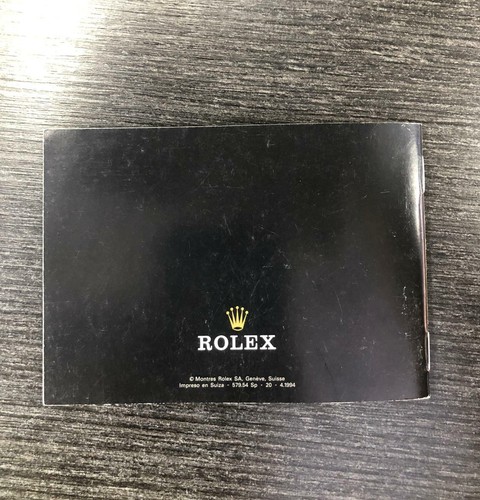 ROLEX
© Montres Rolex SA, Genève, Suisse
Impreso en Suiza - 579.54 Sp - 20 - 4.1994